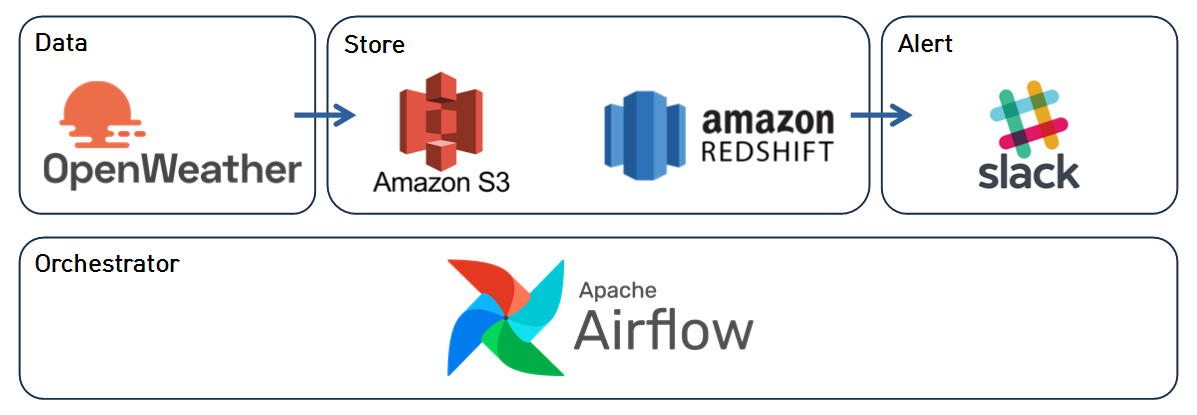 Data
OpenWeather
Store
Amazon S3
amazon
REDSHIFT
Alert
slack
Orchestrator
Apache
Airflow